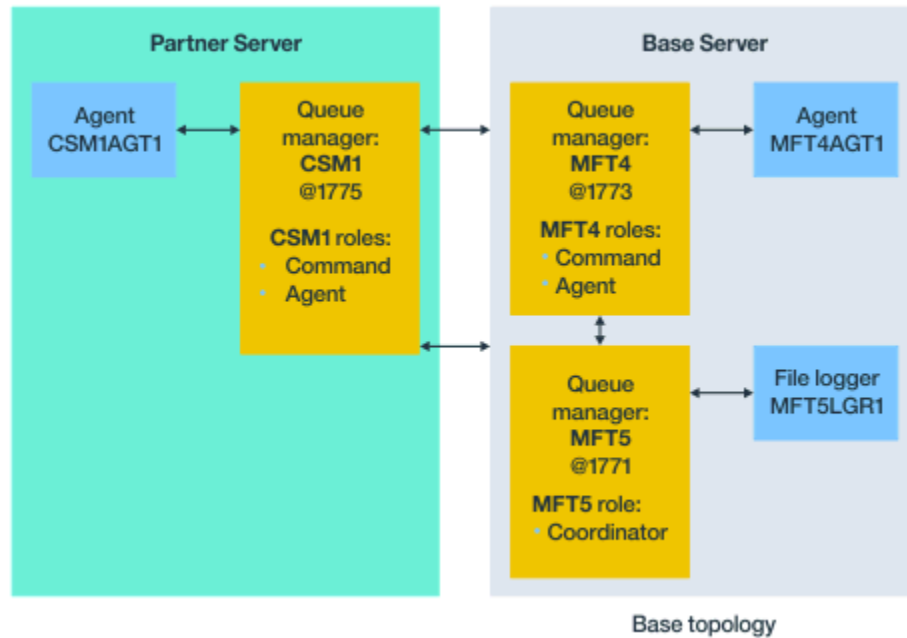 Partner Server
Agent
CSM1AGT1
Queue
manager:
CSM1
@1775
CSM1 roles:
• Command
• Agent
Base Server
Queue
manager:
MFT4
@1773
MFT4 roles:
• Command
• Agent
Agent
MFT4AGT1
Queue
manager:
MFT5
@1771
MFT5 role:
• Coordinator
File logger
MFT5LGR1
Base topology